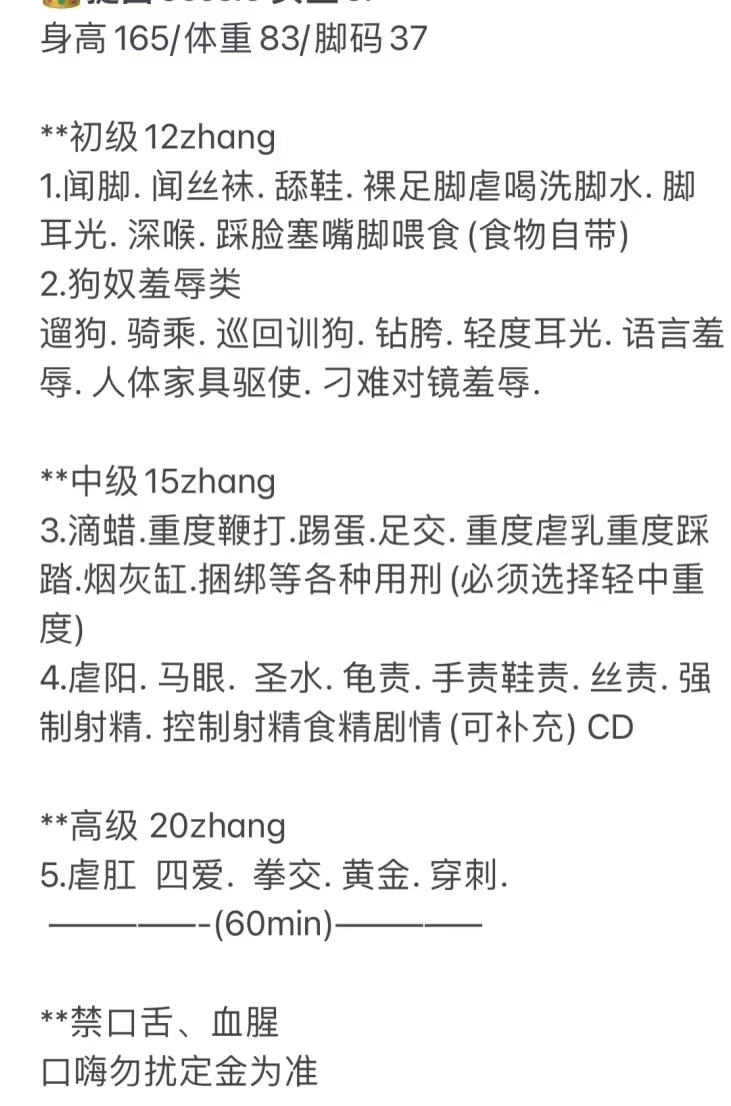 身高165/体重83/脚码37
**初级12zhang
1.闻脚. 闻丝袜. 舔鞋. 裸足脚虐喝洗脚水. 脚
耳光. 深喉. 踩脸塞嘴脚喂食(食物自带)
2.狗奴羞辱类
遛狗. 骑乘. 巡回训狗. 钻胯. 轻度耳光. 语言羞
辱. 人体家具驱使. 刁难对镜羞辱.
**中级15zhang
3.滴蜡.重度鞭打.踢蛋.足交. 重度虐乳重度踩
踏.烟灰缸.捆绑等各种用刑(必须选择轻中重
度)
4.虐阳. 马眼. 圣水. 龟责. 手责鞋责. 丝责. 强
制射精. 控制射精食精剧情(可补充) CD
**高级 20zhang
5.虐肛 四爱. 拳交. 黄金. 穿刺.
—————-(60min)—————
**禁口舌、血腥
口嗨勿扰定金为准